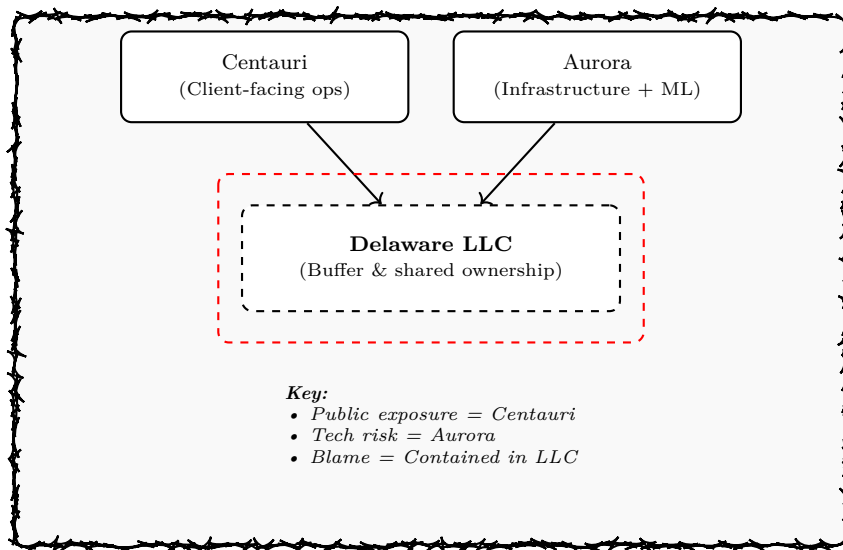 Centauri
(Client-facing ops)
Aurora
(Infrastructure + ML)
Delaware LLC
(Buffer & shared ownership)
Key:
• Public exposure = Centauri
• Tech risk = Aurora
• Blame = Contained in LLC